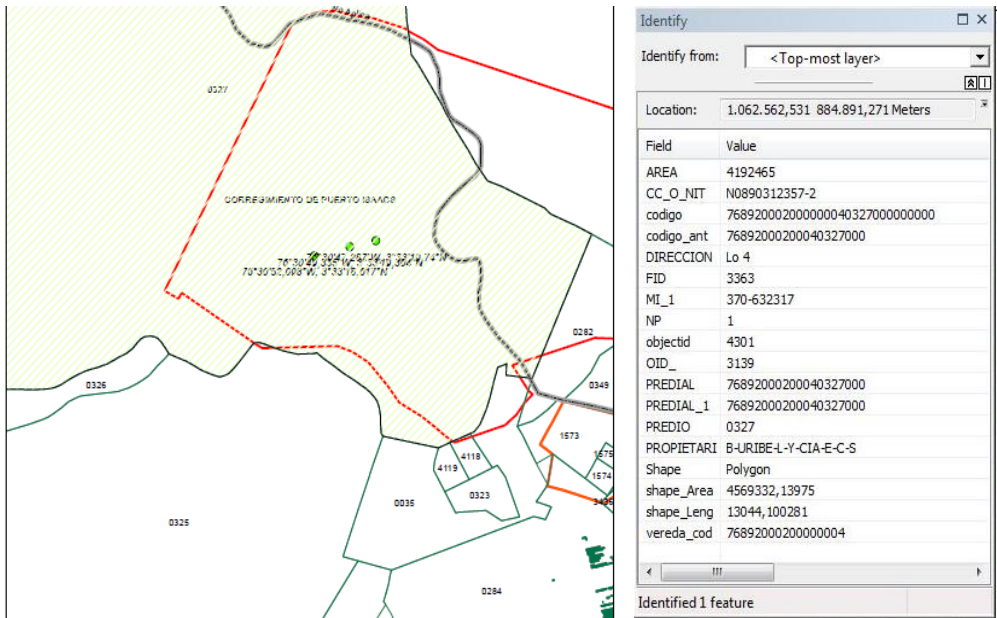 0327
CORREGIMIENTO DE PUERTO ISAACS
0282
0326
0349
1573
4118
4119
1575
1574
0323
0035
0325
0284
Identify
Identify from: <Top-most layer>
Location: 1.062.562,531 884.891,271 Meters
Field Value
AREA 4192465
CC_O_NIT N0890312357-2
codigo 768920002000000040327000000000
codigo_ant 76892000200040327000
DIRECCION Lo 4
FID 3363
MI_1 370-632317
NP 1
objectid 4301
OID_ 3139
PREDIAL 76892000200040327000
PREDIAL_1 76892000200040327000
PREDIO 0327
PROPIETARI B-URIBE-L-Y-CIA-E-C-S
Shape Polygon
shape_Area 4569332,13975
shape_Leng 13044,100281
vereda_cod 76892000200000004
Identified 1 feature